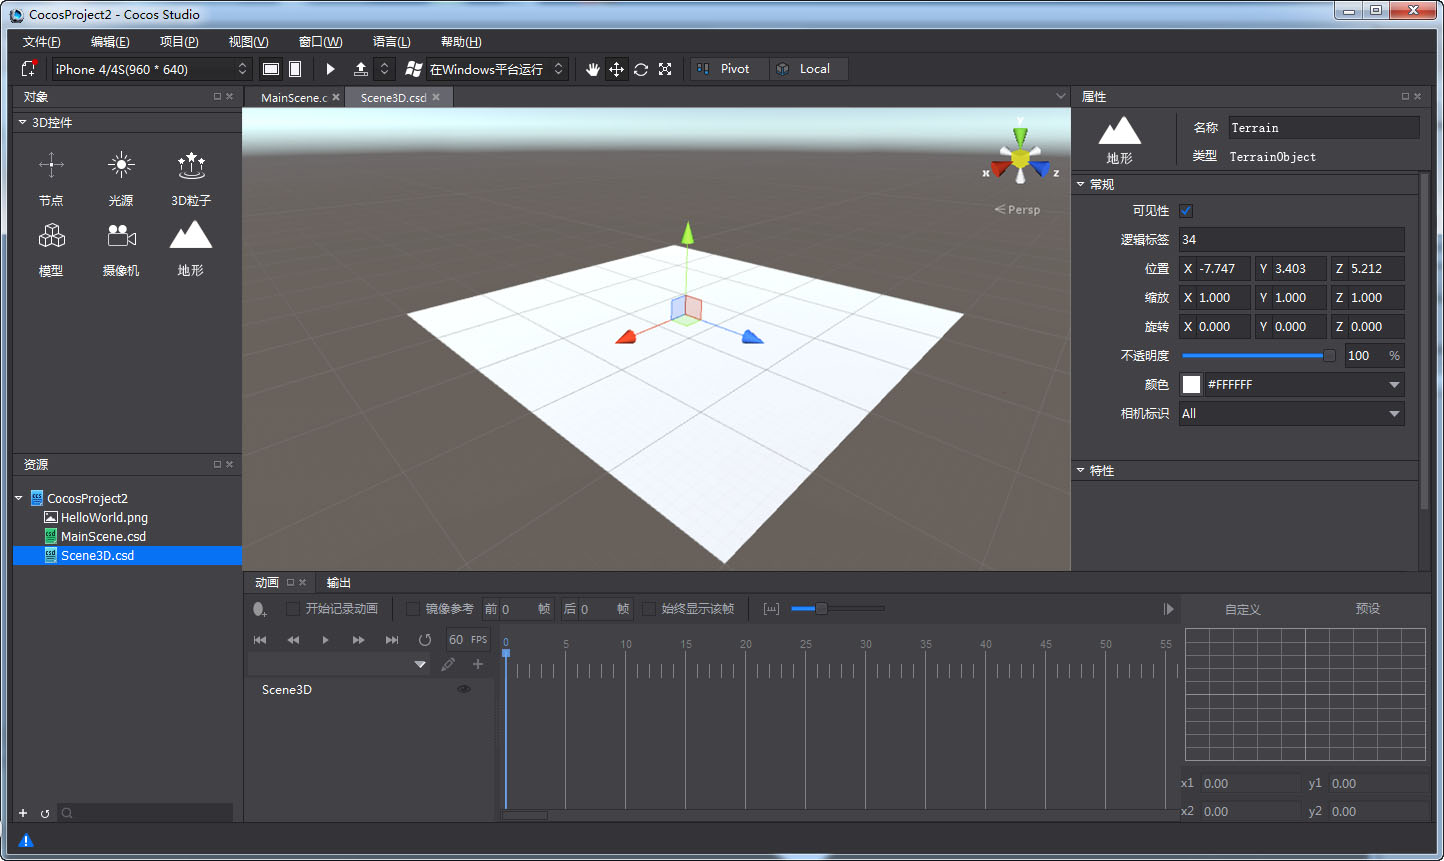 CocosProject2 - Cocos Studio
文件(F) 编辑(E) 项目(P) 视图(V) 窗口(W) 语言(L) 帮助(H)
iPhone 4/4S(960 * 640) 在Windows平台运行 Pivot Local
对象
3D控件
节点 光源 3D粒子
模型 摄像机 地形
资源
CocosProject2
HelloWorld.png
MainScene.csd
Scene3D.csd
MainScene.c Scene3D.csd
y
x z
Persp
动画 输出
开始记录动画 镜像参考 前 0 帧 后 0 帧 始终显示该帧
60 FPS
0 5 10 15 20 25 30 35 40 45 50 55
Scene3D
自定义 预设
x1 0.00 y1 0.00
x2 0.00 y2 0.00
属性
地形
名称 Terrain
类型 TerrainObject
常规
可见性
逻辑标签 34
位置 X -7.747 Y 3.403 Z 5.212
缩放 X 1.000 Y 1.000 Z 1.000
旋转 X 0.000 Y 0.000 Z 0.000
不透明度 100 %
颜色 #FFFFFF
相机标识 All
特性